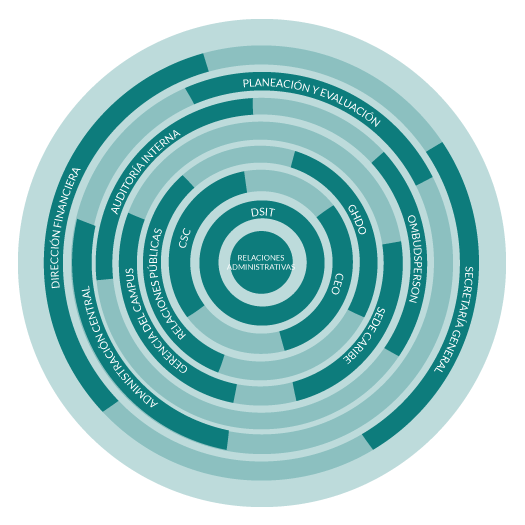 PLANEACIÓN Y EVALUACIÓN
AUDITORÍA INTERNA
DIRECCIÓN FINANCIERA
GHDO
OMBUDSPERSON
DSIT
CSC
RELACIONES PÚBLICAS
GERENCIA DEL CAMPUS
RELACIONES
ADMINISTRATIVAS
CEO
SEDE CARIBE
SECRETARÍA GENERAL
ADMINISTRACIÓN CENTRAL